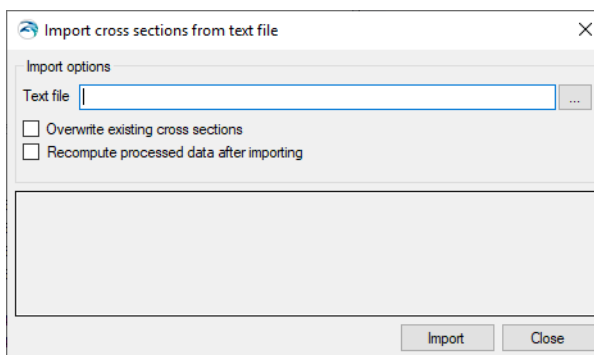 Import cross sections from text file
Import options
Text file
...
Overwrite existing cross sections
Recompute processed data after importing
Import
Close